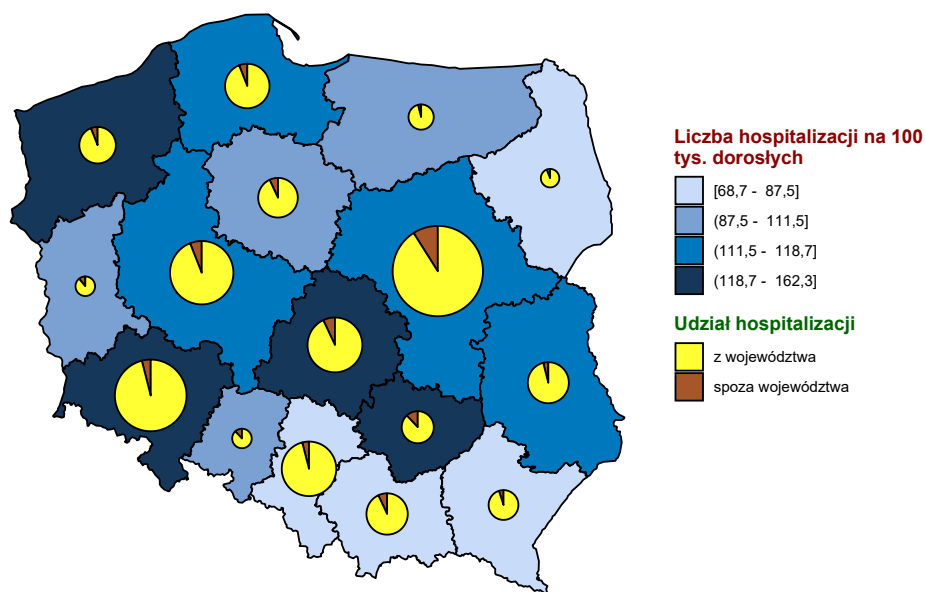 Liczba hospitalizacji na 100
tys. dorosłych
[68,7 - 87,5]
(87,5 - 111,5]
(111,5 - 118,7]
(118,7 - 162,3]
Udział hospitalizacji
z województwa
spoza województwa